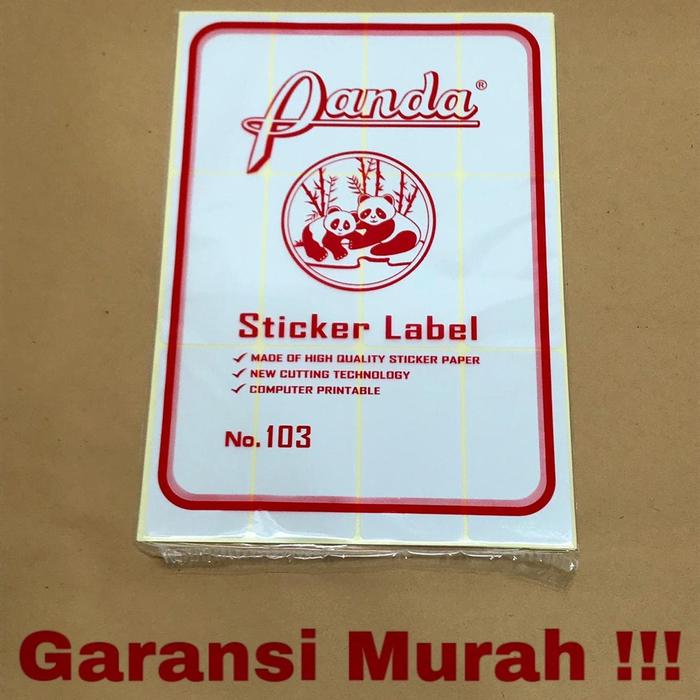 Panda®
Sticker Label
✓ MADE OF HIGH QUALITY STICKER PAPER
✓ NEW CUTTING TECHNOLOGY
✓ COMPUTER PRINTABLE
No. 103
Garansi Murah !!!